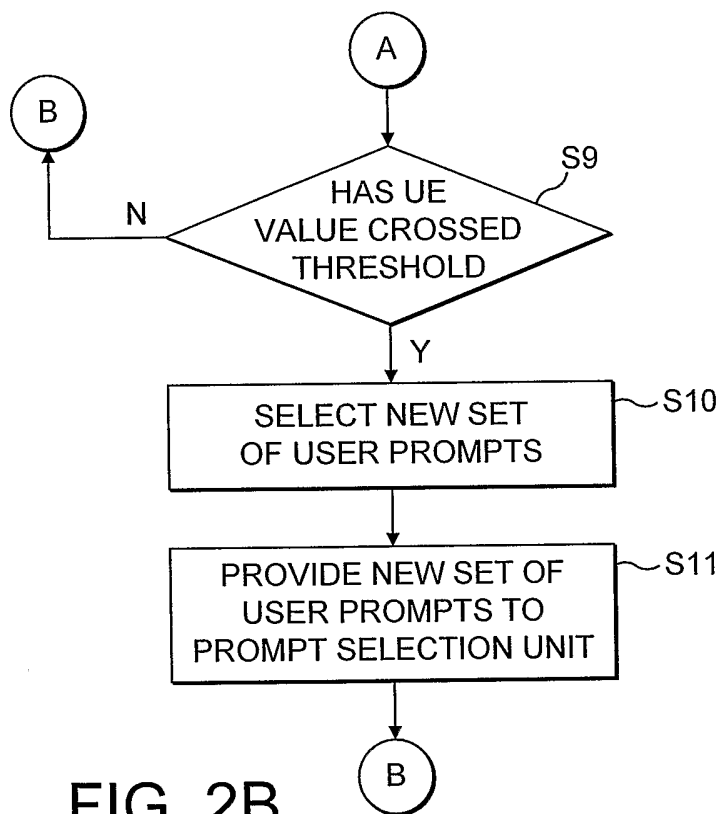 A
B
S9
HAS UE
VALUE CROSSED
THRESHOLD
N
Y
SELECT NEW SET
OF USER PROMPTS
S10
PROVIDE NEW SET OF
USER PROMPTS TO
PROMPT SELECTION UNIT
S11
B
FIG. 2B